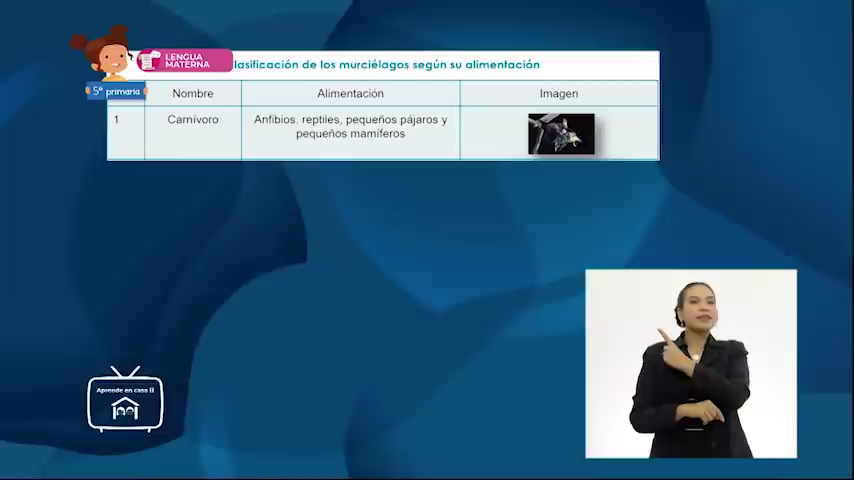 LENGUA
MATERNA
lasificación de los murciélagos según su alimentación
5° primaria
Nombre
Alimentación
Imagen
1
Carnívoro
Anfibios, reptiles, pequeños pájaros y
pequeños mamíferos
Aprende en casa II